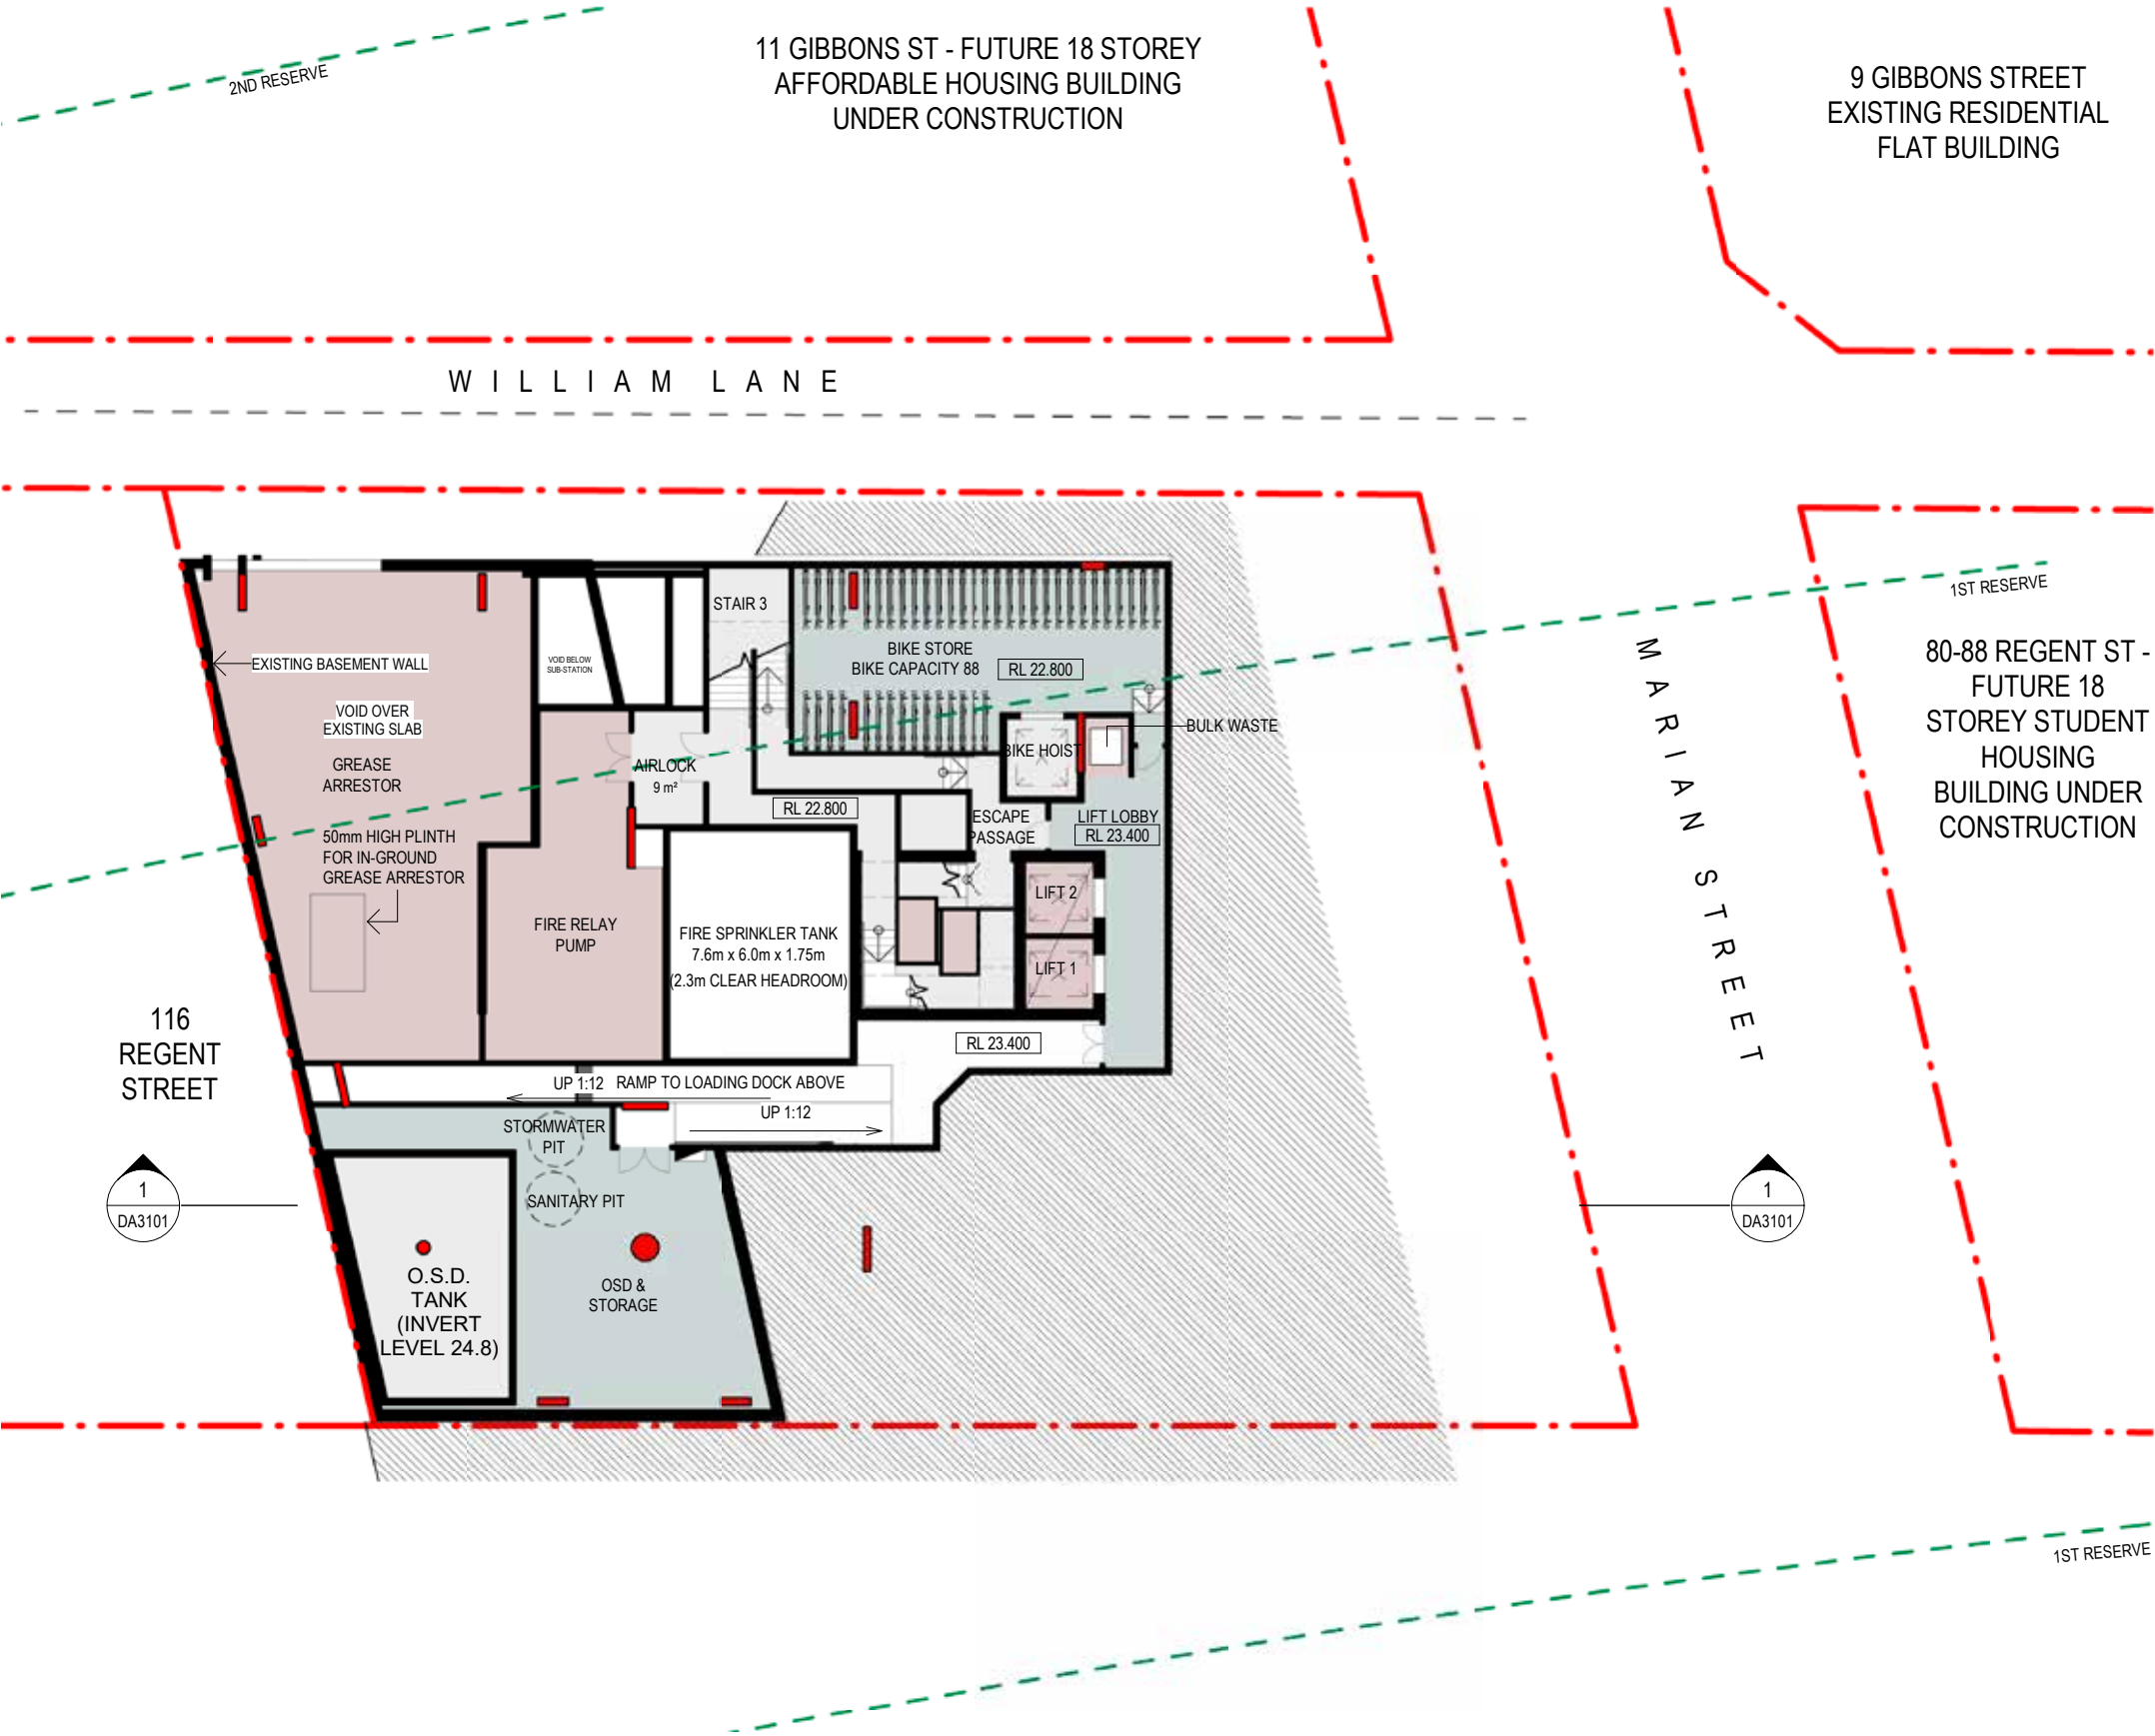 2ND RESERVE
11 GIBBONS ST - FUTURE 18 STOREY
AFFORDABLE HOUSING BUILDING
UNDER CONSTRUCTION
9 GIBBONS STREET
EXISTING RESIDENTIAL
FLAT BUILDING
WILLIAM LANE
1ST RESERVE
STAIR 3
BIKE STORE
BIKE CAPACITY 88
RL 22.800
EXISTING BASEMENT WALL
VOID BELOW
SUB-STATION
VOID OVER
EXISTING SLAB
GREASE
ARRESTOR
AIRLOCK
9 m²
BIKE HOIST
BULK WASTE
RL 22.800
ESCAPE
PASSAGE
LIFT LOBBY
RL 23.400
50mm HIGH PLINTH
FOR IN-GROUND
GREASE ARRESTOR
LIFT 2
LIFT 1
FIRE RELAY
PUMP
FIRE SPRINKLER TANK
7.6m x 6.0m x 1.75m
(2.3m CLEAR HEADROOM)
MARIAN STREET
80-88 REGENT ST -
FUTURE 18
STOREY STUDENT
HOUSING
BUILDING UNDER
CONSTRUCTION
116
REGENT
STREET
RL 23.400
UP 1:12 RAMP TO LOADING DOCK ABOVE
UP 1:12
STORMWATER
PIT
SANITARY PIT
1
DA3101
1
DA3101
O.S.D.
TANK
(INVERT
LEVEL 24.8)
OSD &
STORAGE
1ST RESERVE